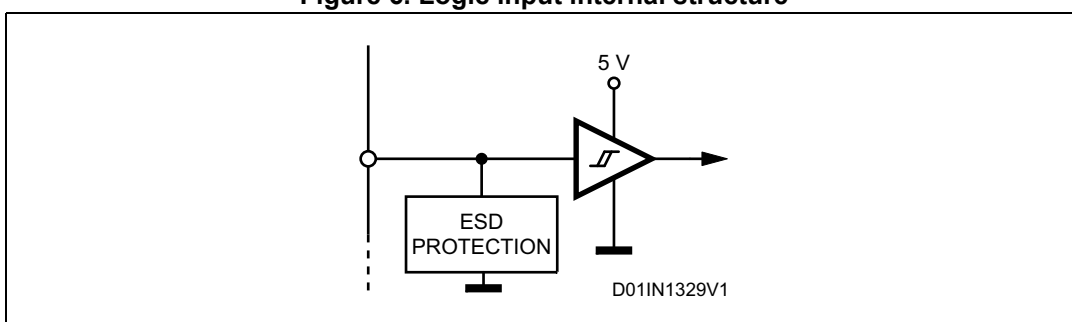 Figure 6. Logic input internal structure
5 V
ESD
PROTECTION
D01IN1329V1